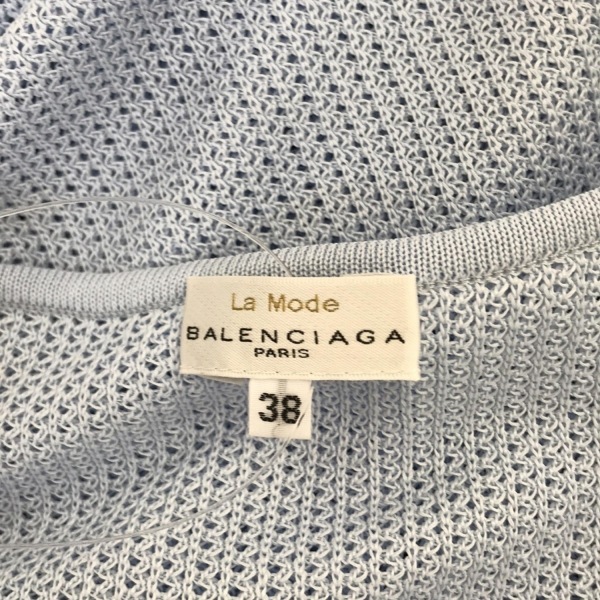 La Mode
BALENCIAGA
PARIS
38